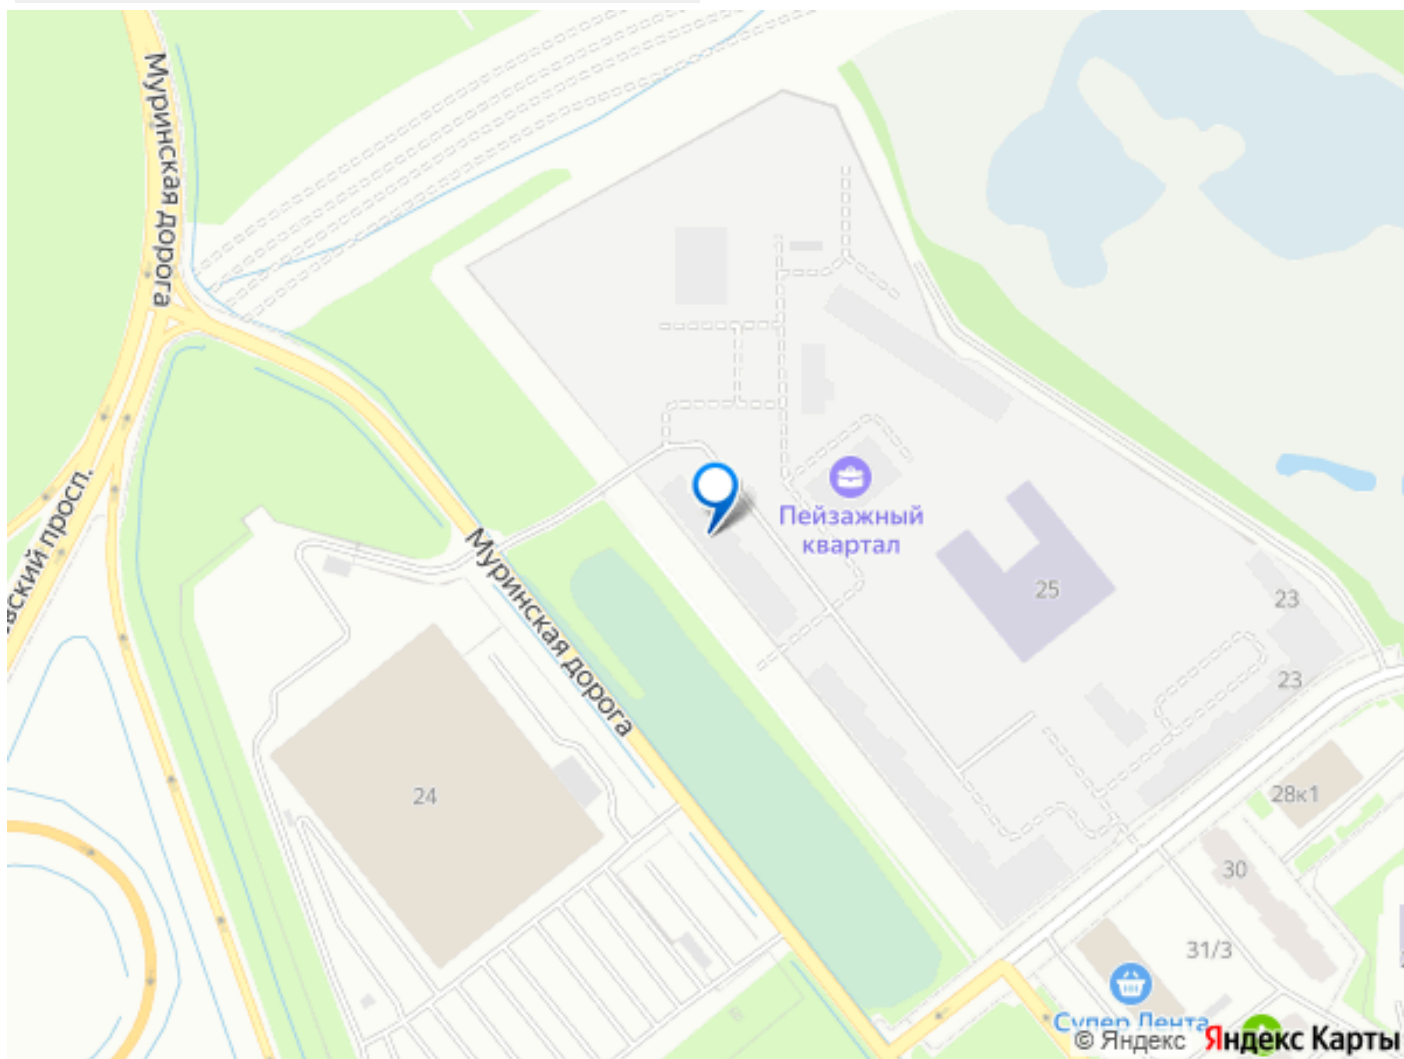 Муринская дорога
вский просп.
Муринская дорога
Пейзажный
квартал
25
23
23
24
28к1
30
31/3
Супер Лента
© Яндекс Яндекс Карты